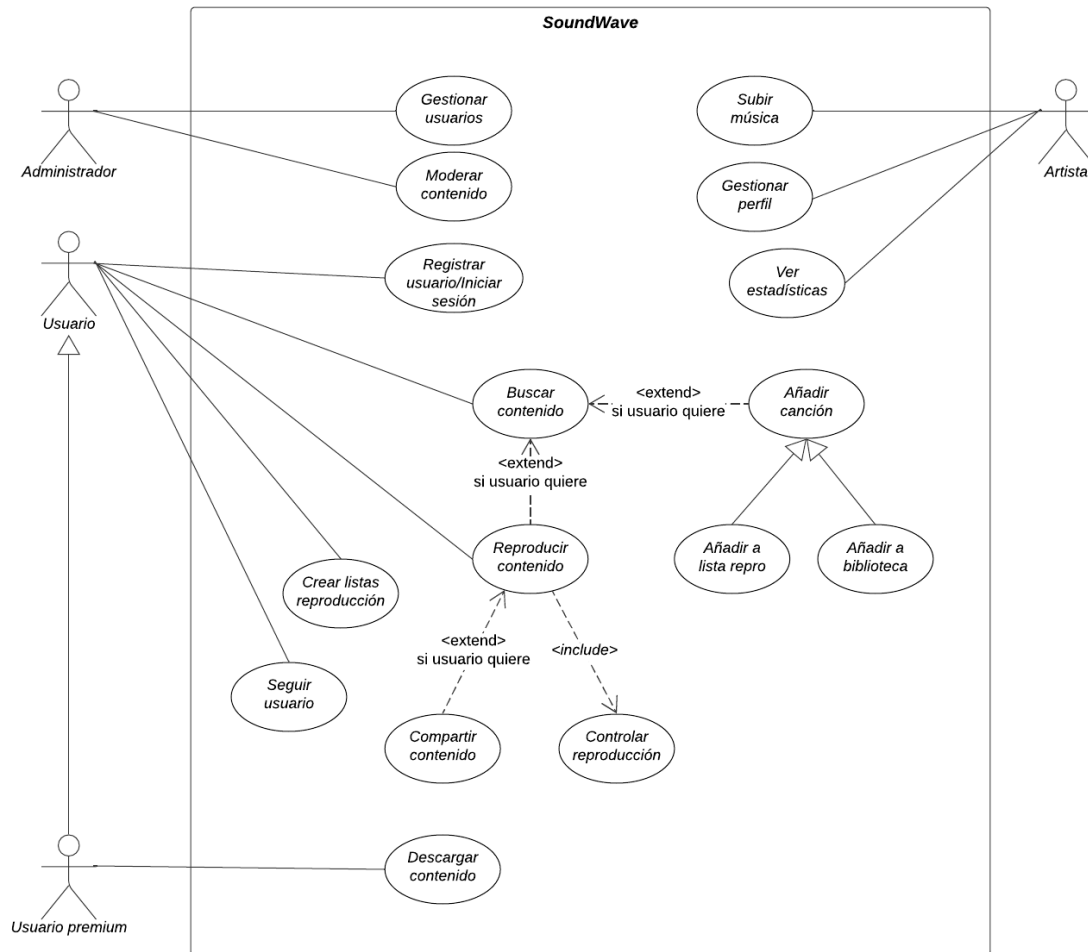 SoundWave
Administrador
Gestionar
usuarios
Moderar
contenido
Subir
música
Gestionar
perfil
Ver
estadísticas
Artista
Usuario
Registrar
usuario/Iniciar
sesión
Buscar
contenido
<extend>
si usuario quiere
Añadir
canción
<extend>
si usuario quiere
Reproducir
contenido
Añadir a
lista repro
Añadir a
biblioteca
Crear listas
reproducción
<extend>
si usuario quiere
<include>
Seguir
usuario
Compartir
contenido
Controlar
reproducción
Usuario premium
Descargar
contenido